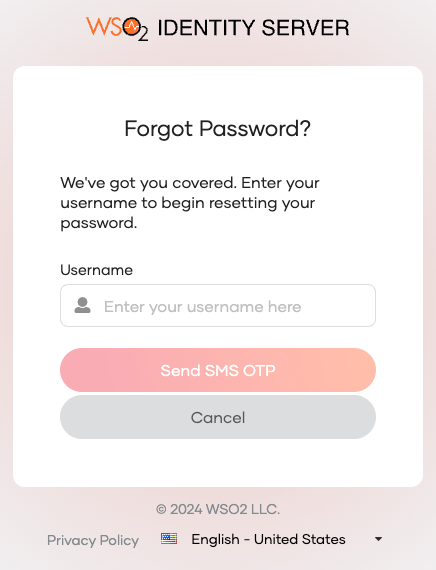 WSO2 IDENTITY SERVER
Forgot Password?
We've got you covered. Enter your
username to begin resetting your
password.
Username
Enter your username here
Send SMS OTP
Cancel
© 2024 WSO2 LLC.
Privacy Policy English - United States